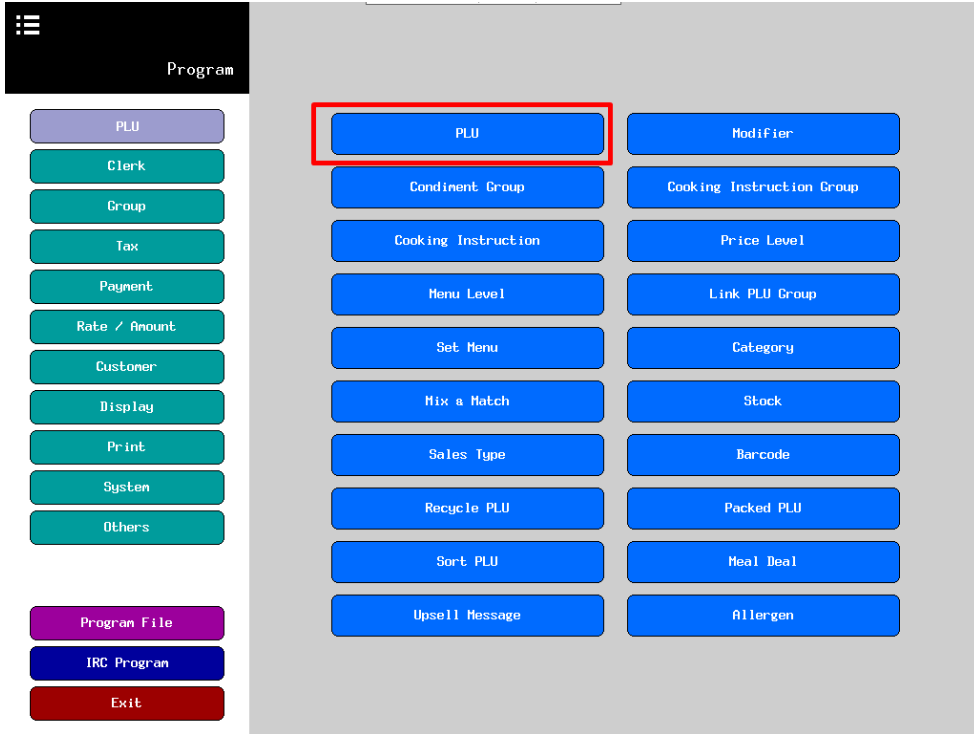 Program
PLU
Clerk
Group
Tax
Payment
Rate / Amount
Customer
Display
Print
System
Others
Program File
IRC Program
Exit
PLU
Modifier
Condiment Group
Cooking Instruction Group
Cooking Instruction
Price Level
Menu Level
Link PLU Group
Set Menu
Category
Mix & Match
Stock
Sales Type
Barcode
Recycle PLU
Packed PLU
Sort PLU
Meal Deal
Upsell Message
Allergen